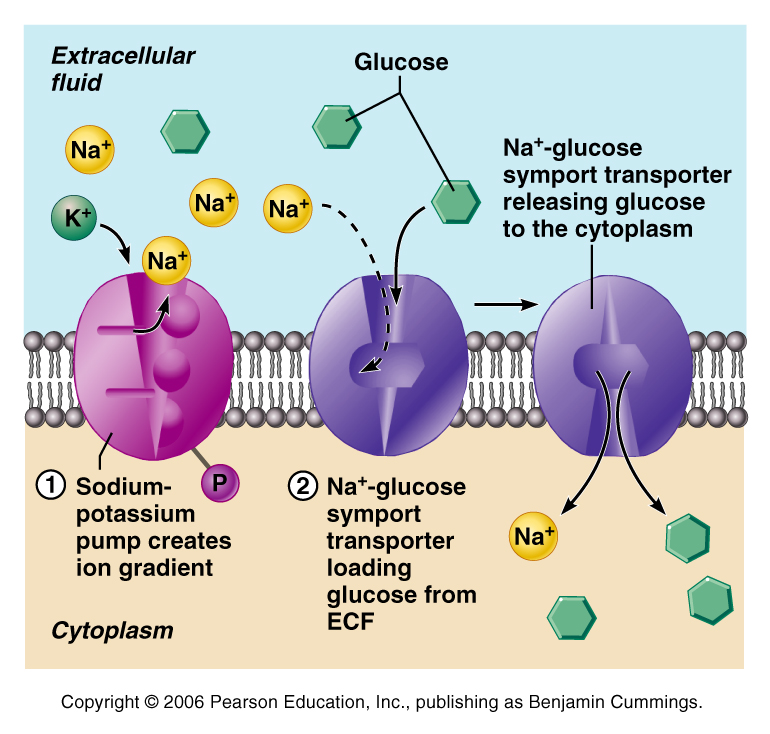 Extracellular
fluid
Glucose
Na⁺
Na⁺-glucose
symport transporter
releasing glucose
to the cytoplasm
Na⁺
Na⁺
K⁺
Na⁺
P
1 Sodium-
potassium
pump creates
ion gradient
2 Na⁺-glucose
symport
transporter
loading
glucose from
ECF
Na⁺
Cytoplasm
Copyright © 2006 Pearson Education, Inc., publishing as Benjamin Cummings.